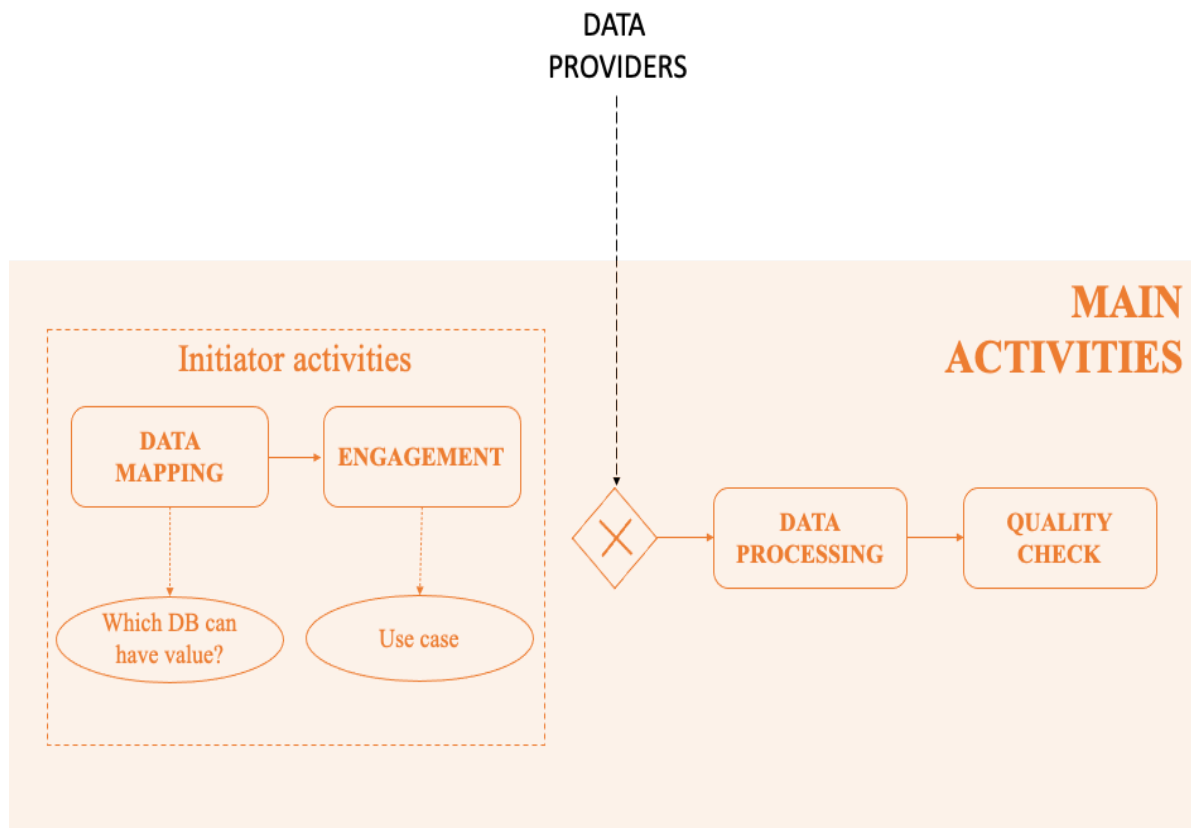 DATA
PROVIDERS
MAIN
ACTIVITIES
Initiator activities
DATA
MAPPING
ENGAGEMENT
Which DB can
have value?
Use case
DATA
PROCESSING
QUALITY
CHECK